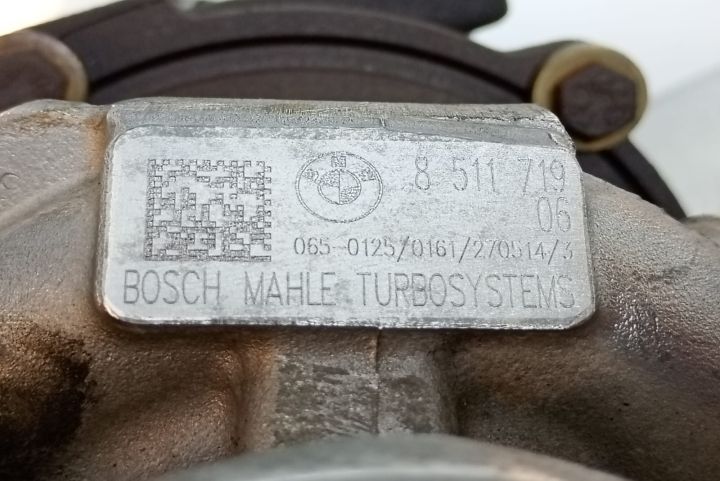 8 511 719
06
065-0125/0161/270514/3
BOSCH MAHLE TURBOSYSTEMS